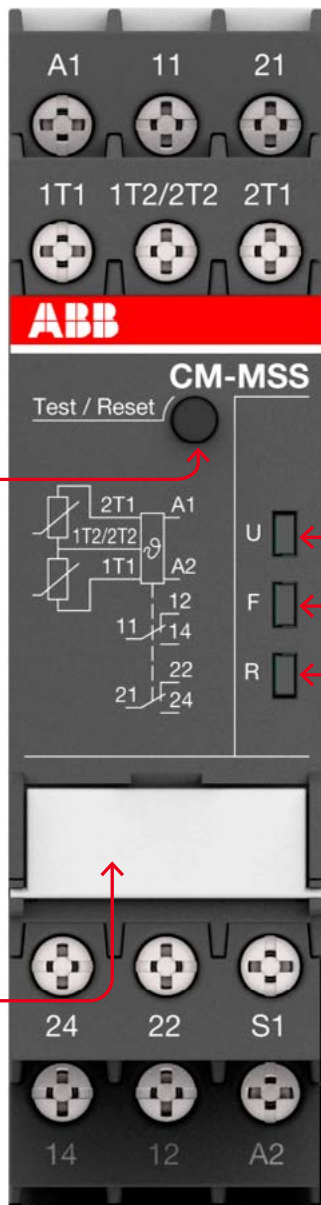 A1 11 21
1T1 1T2/2T2 2T1
ABB
CM-MSS
Test / Reset
2T1 A1
1T2/2T2
ϑ
1T1 A2
12
11 14
22
21 24
U
F
R
24 22 S1
14 12 A2